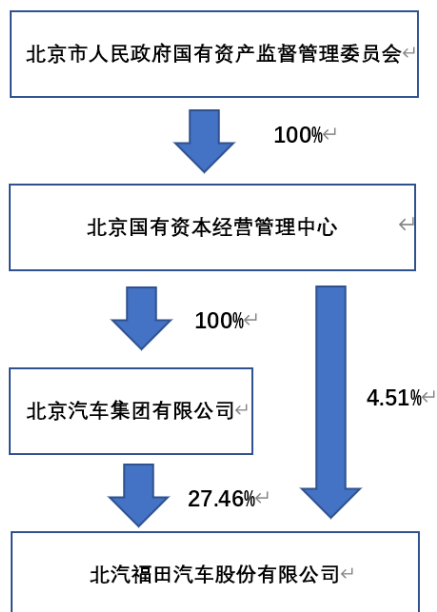 北京市人民政府国有资产监督管理委员会
100%
北京国有资本经营管理中心
100%
4.51%
北京汽车集团有限公司
27.46%
北汽福田汽车股份有限公司